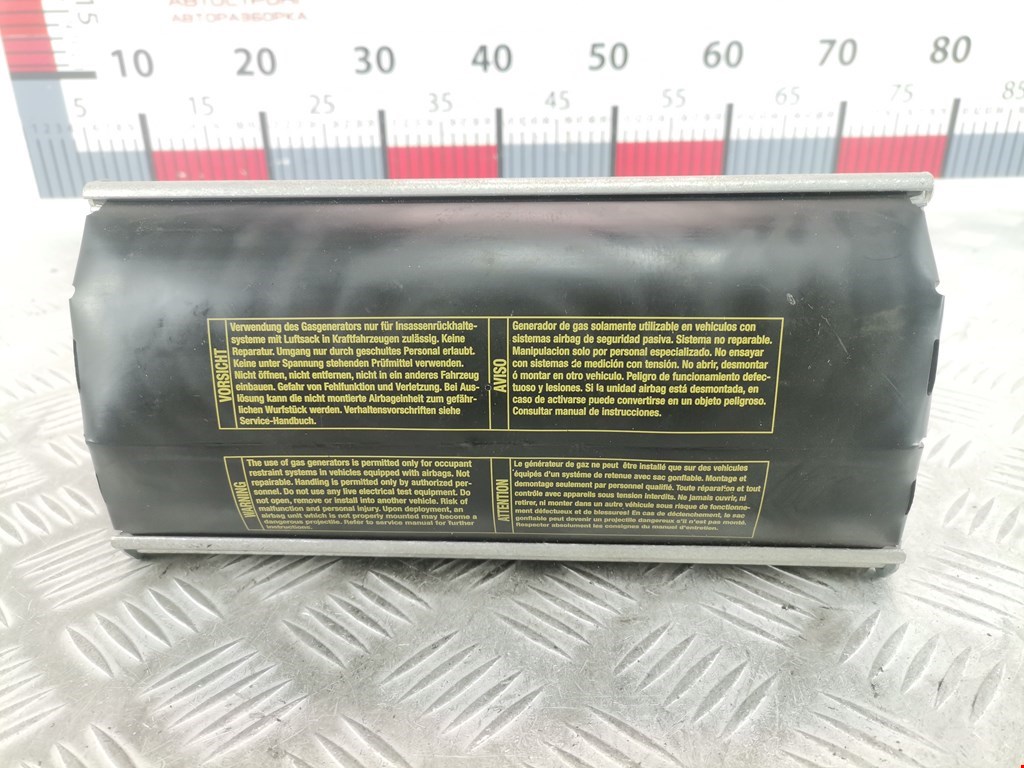 АВТОРАЗБОРКА
15
10 20 30 40 50 60 70 80
5 15 25 35 45 55 65 75 85
VORSICHT
Verwendung des Gasgenerators nur für Insassenrückhalte-
systeme mit Luftsack in Kraftfahrzeugen zulässig. Keine
Reparatur. Umgang nur durch geschultes Personal erlaubt.
Keine unter Spannung stehenden Prüfmittel verwenden.
Nicht öffnen, nicht entfernen, nicht in ein anderes Fahrzeug
einbauen. Gefahr von Fehlfunktion und Verletzung. Bei Aus-
lösung kann die nicht montierte Airbageinheit zum gefähr-
lichen Wurfstück werden. Verhaltensvorschriften siehe
Service-Handbuch.
AVISO
Generador de gas solamente utilizable en vehículos con
sistemas airbag de seguridad pasiva. Sistema no reparable.
Manipulacion solo por personal especializado. No ensayar
con sistemas de medición con tensión. No abrir, desmontar
ó montar en otro vehículo. Peligro de funcionamiento defec-
tuoso y lesiones. Si la unidad airbag está desmontada, en
caso de activarse puede convertirse en un objeto peligroso.
Consultar manual de instrucciones.
WARNING
The use of gas generators is permitted only for occupant
restraint systems in vehicles equipped with airbags. Not
repairable. Handling is permitted only by authorized per-
sonnel. Do not use any live electrical test equipment. Do
not open, remove or install into another vehicle. Risk of
malfunction and personal injury. Upon deployment, an
airbag unit which is not properly mounted may become a
dangerous projectile. Refer to service manual for further
instructions.
ATTENTION
Le générateur de gaz ne peut être installé que sur des vehicules
équipés d'un système de retenue avec sac gonflable. Montage et
demontage seulement par personnel qualifié. Toute réparation et tout
contrôle avec appareils sous tension interdits. Ne jamais ouvrir, ni
retirer, ni monter dans un autre véhicule sous risque de fonctionne-
ment défectueux et de blessures! En cas de déclenchement, le sac
gonflable peut devenir un projectile dangereux s'il n'est pas monté.
Respecter absolument les consignes du manuel d'entretien.